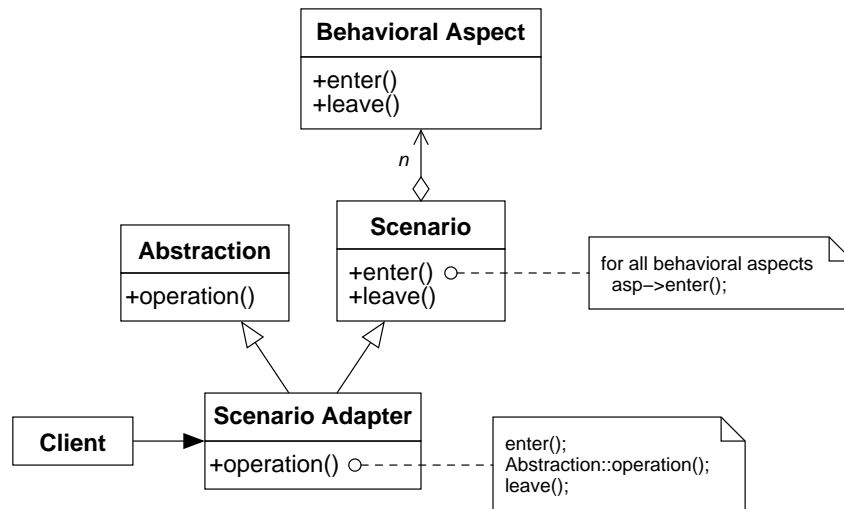 Behavioral Aspect
+enter()
+leave()
n
Scenario
+enter()
+leave()
Abstraction
+operation()
for all behavioral aspects
asp−>enter();
Client
Scenario Adapter
+operation()
enter();
Abstraction::operation();
leave();